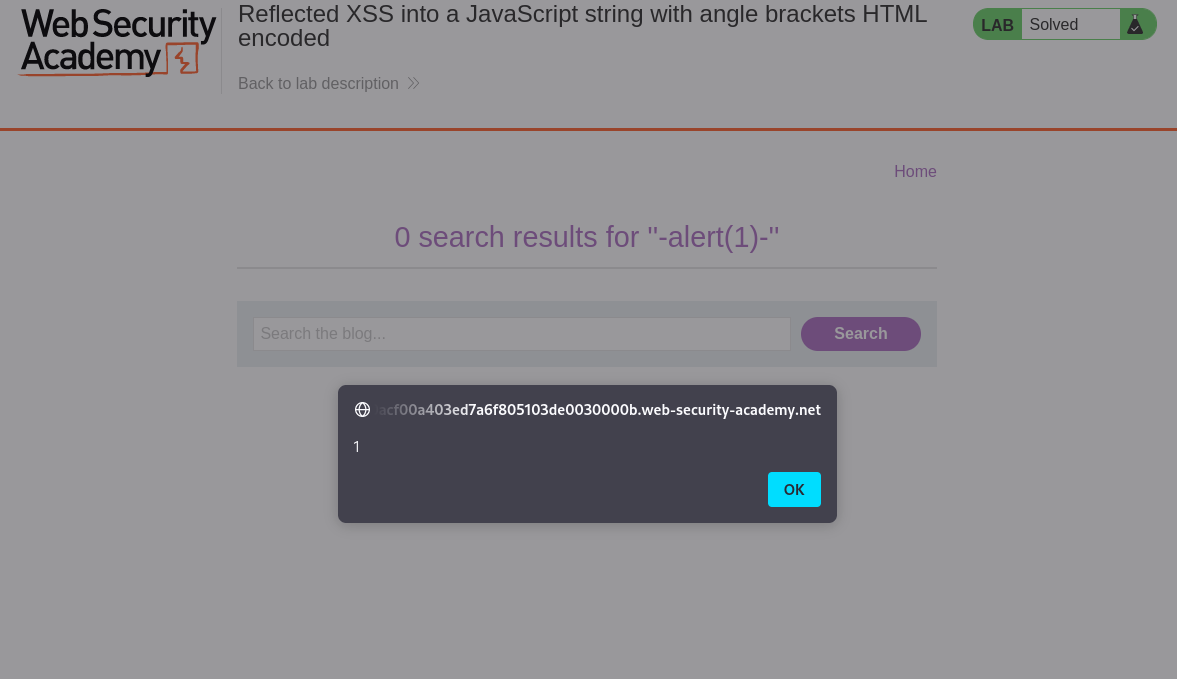 Web Security
Academy
Reflected XSS into a JavaScript string with angle brackets HTML
encoded
Back to lab description
LAB Solved
Home
0 search results for ''-alert(1)-''
Search the blog...
Search
acf00a403ed7a6f805103de0030000b.web-security-academy.net
1
OK